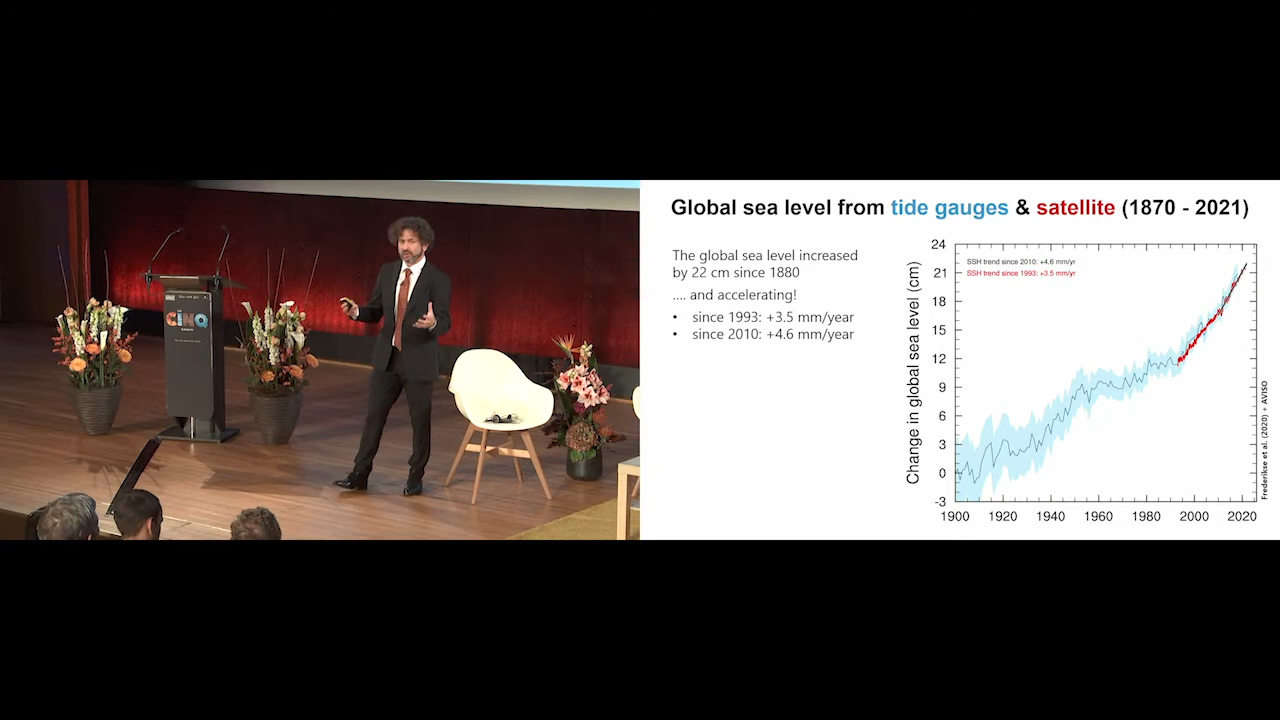 CINQ
Global sea level from tide gauges & satellite (1870 - 2021)
The global sea level increased
by 22 cm since 1880
.... and accelerating!
• since 1993: +3.5 mm/year
• since 2010: +4.6 mm/year
Change in global sea level (cm)
24
21
18
15
12
9
6
3
0
-3
SSH trend since 2010: +4.6 mm/yr
SSH trend since 1993: +3.5 mm/yr
1900 1920 1940 1960 1980 2000 2020
Frederikse et al. (2020) + AVISO